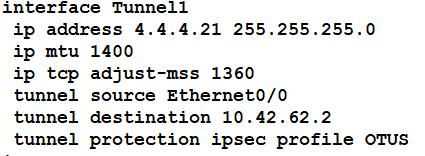 interface Tunnel1
ip address 4.4.4.21 255.255.255.0
ip mtu 1400
ip tcp adjust-mss 1360
tunnel source Ethernet0/0
tunnel destination 10.42.62.2
tunnel protection ipsec profile OTUS